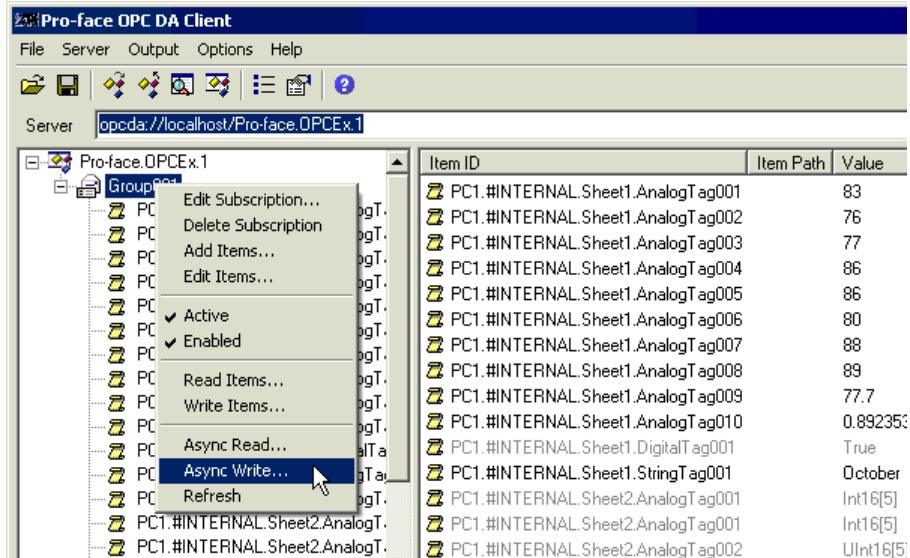 Pro-face OPC DA Client
File Server Output Options Help
Server opcda://localhost/Pro-face.OPCEx.1
Pro-face.OPCEx.1
Group001
PC1.#INTERNAL.Sheet2.AnalogT
PC1.#INTERNAL.Sheet2.AnalogT
Edit Subscription...
Delete Subscription
Add Items...
Edit Items...
Active
Enabled
Read Items...
Write Items...
Async Read...
Async Write...
Refresh
Item ID Item Path Value
PC1.#INTERNAL.Sheet1.AnalogTag001 83
PC1.#INTERNAL.Sheet1.AnalogTag002 76
PC1.#INTERNAL.Sheet1.AnalogTag003 77
PC1.#INTERNAL.Sheet1.AnalogTag004 86
PC1.#INTERNAL.Sheet1.AnalogTag005 86
PC1.#INTERNAL.Sheet1.AnalogTag006 80
PC1.#INTERNAL.Sheet1.AnalogTag007 88
PC1.#INTERNAL.Sheet1.AnalogTag008 89
PC1.#INTERNAL.Sheet1.AnalogTag009 77.7
PC1.#INTERNAL.Sheet1.AnalogTag010 0.892353
PC1.#INTERNAL.Sheet1.DigitalTag001 True
PC1.#INTERNAL.Sheet1.StringTag001 October
PC1.#INTERNAL.Sheet2.AnalogTag001 Int16[5]
PC1.#INTERNAL.Sheet2.AnalogTag001 Int16[5]
PC1.#INTERNAL.Sheet2.AnalogTag002 UInt16[5]